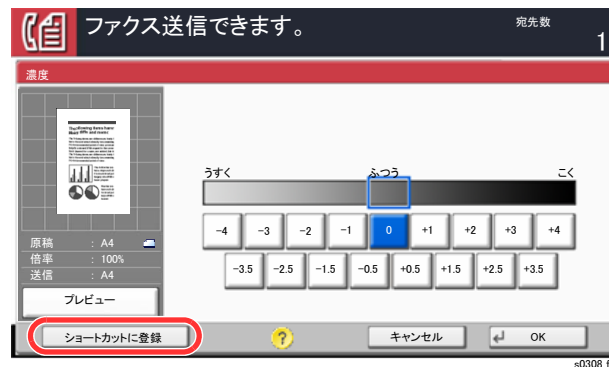 ファクス送信できます。
宛先数
1
濃度
うすく
ふつう
こく
-4
-3
-2
-1
0
+1
+2
+3
+4
-3.5
-2.5
-1.5
-0.5
+0.5
+1.5
+2.5
+3.5
原稿 : A4
倍率 : 100%
送信 : A4
プレビュー
ショートカットに登録
?
キャンセル
OK